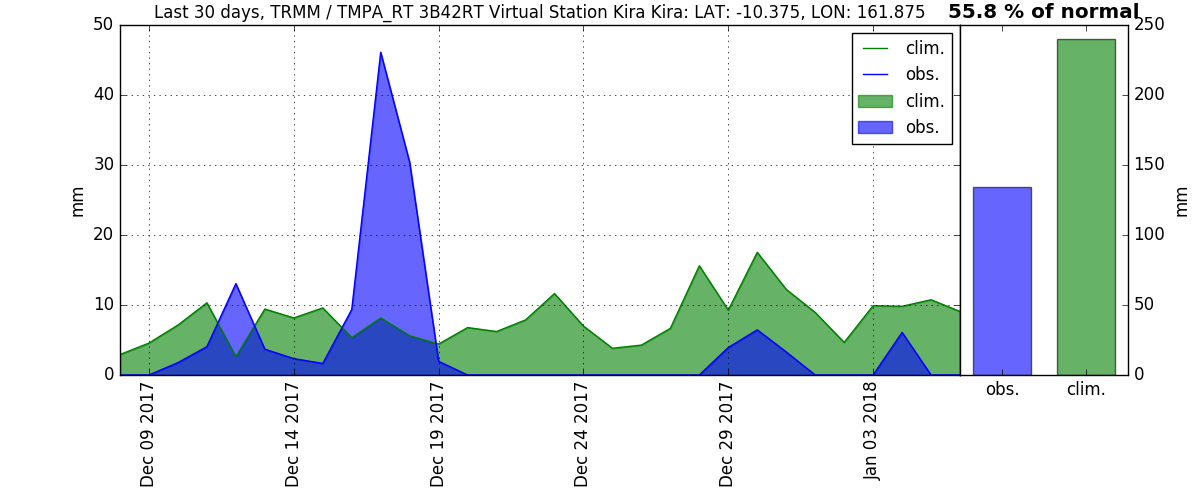 Last 30 days, TRMM / TMPA_RT 3B42RT Virtual Station Kira Kira: LAT: -10.375, LON: 161.875
55.8 % of normal
50
40
30
20
10
0
mm
clim.
obs.
clim.
obs.
Dec 09 2017
Dec 14 2017
Dec 19 2017
Dec 24 2017
Dec 29 2017
Jan 03 2018
250
200
150
100
50
0
mm
obs.
clim.